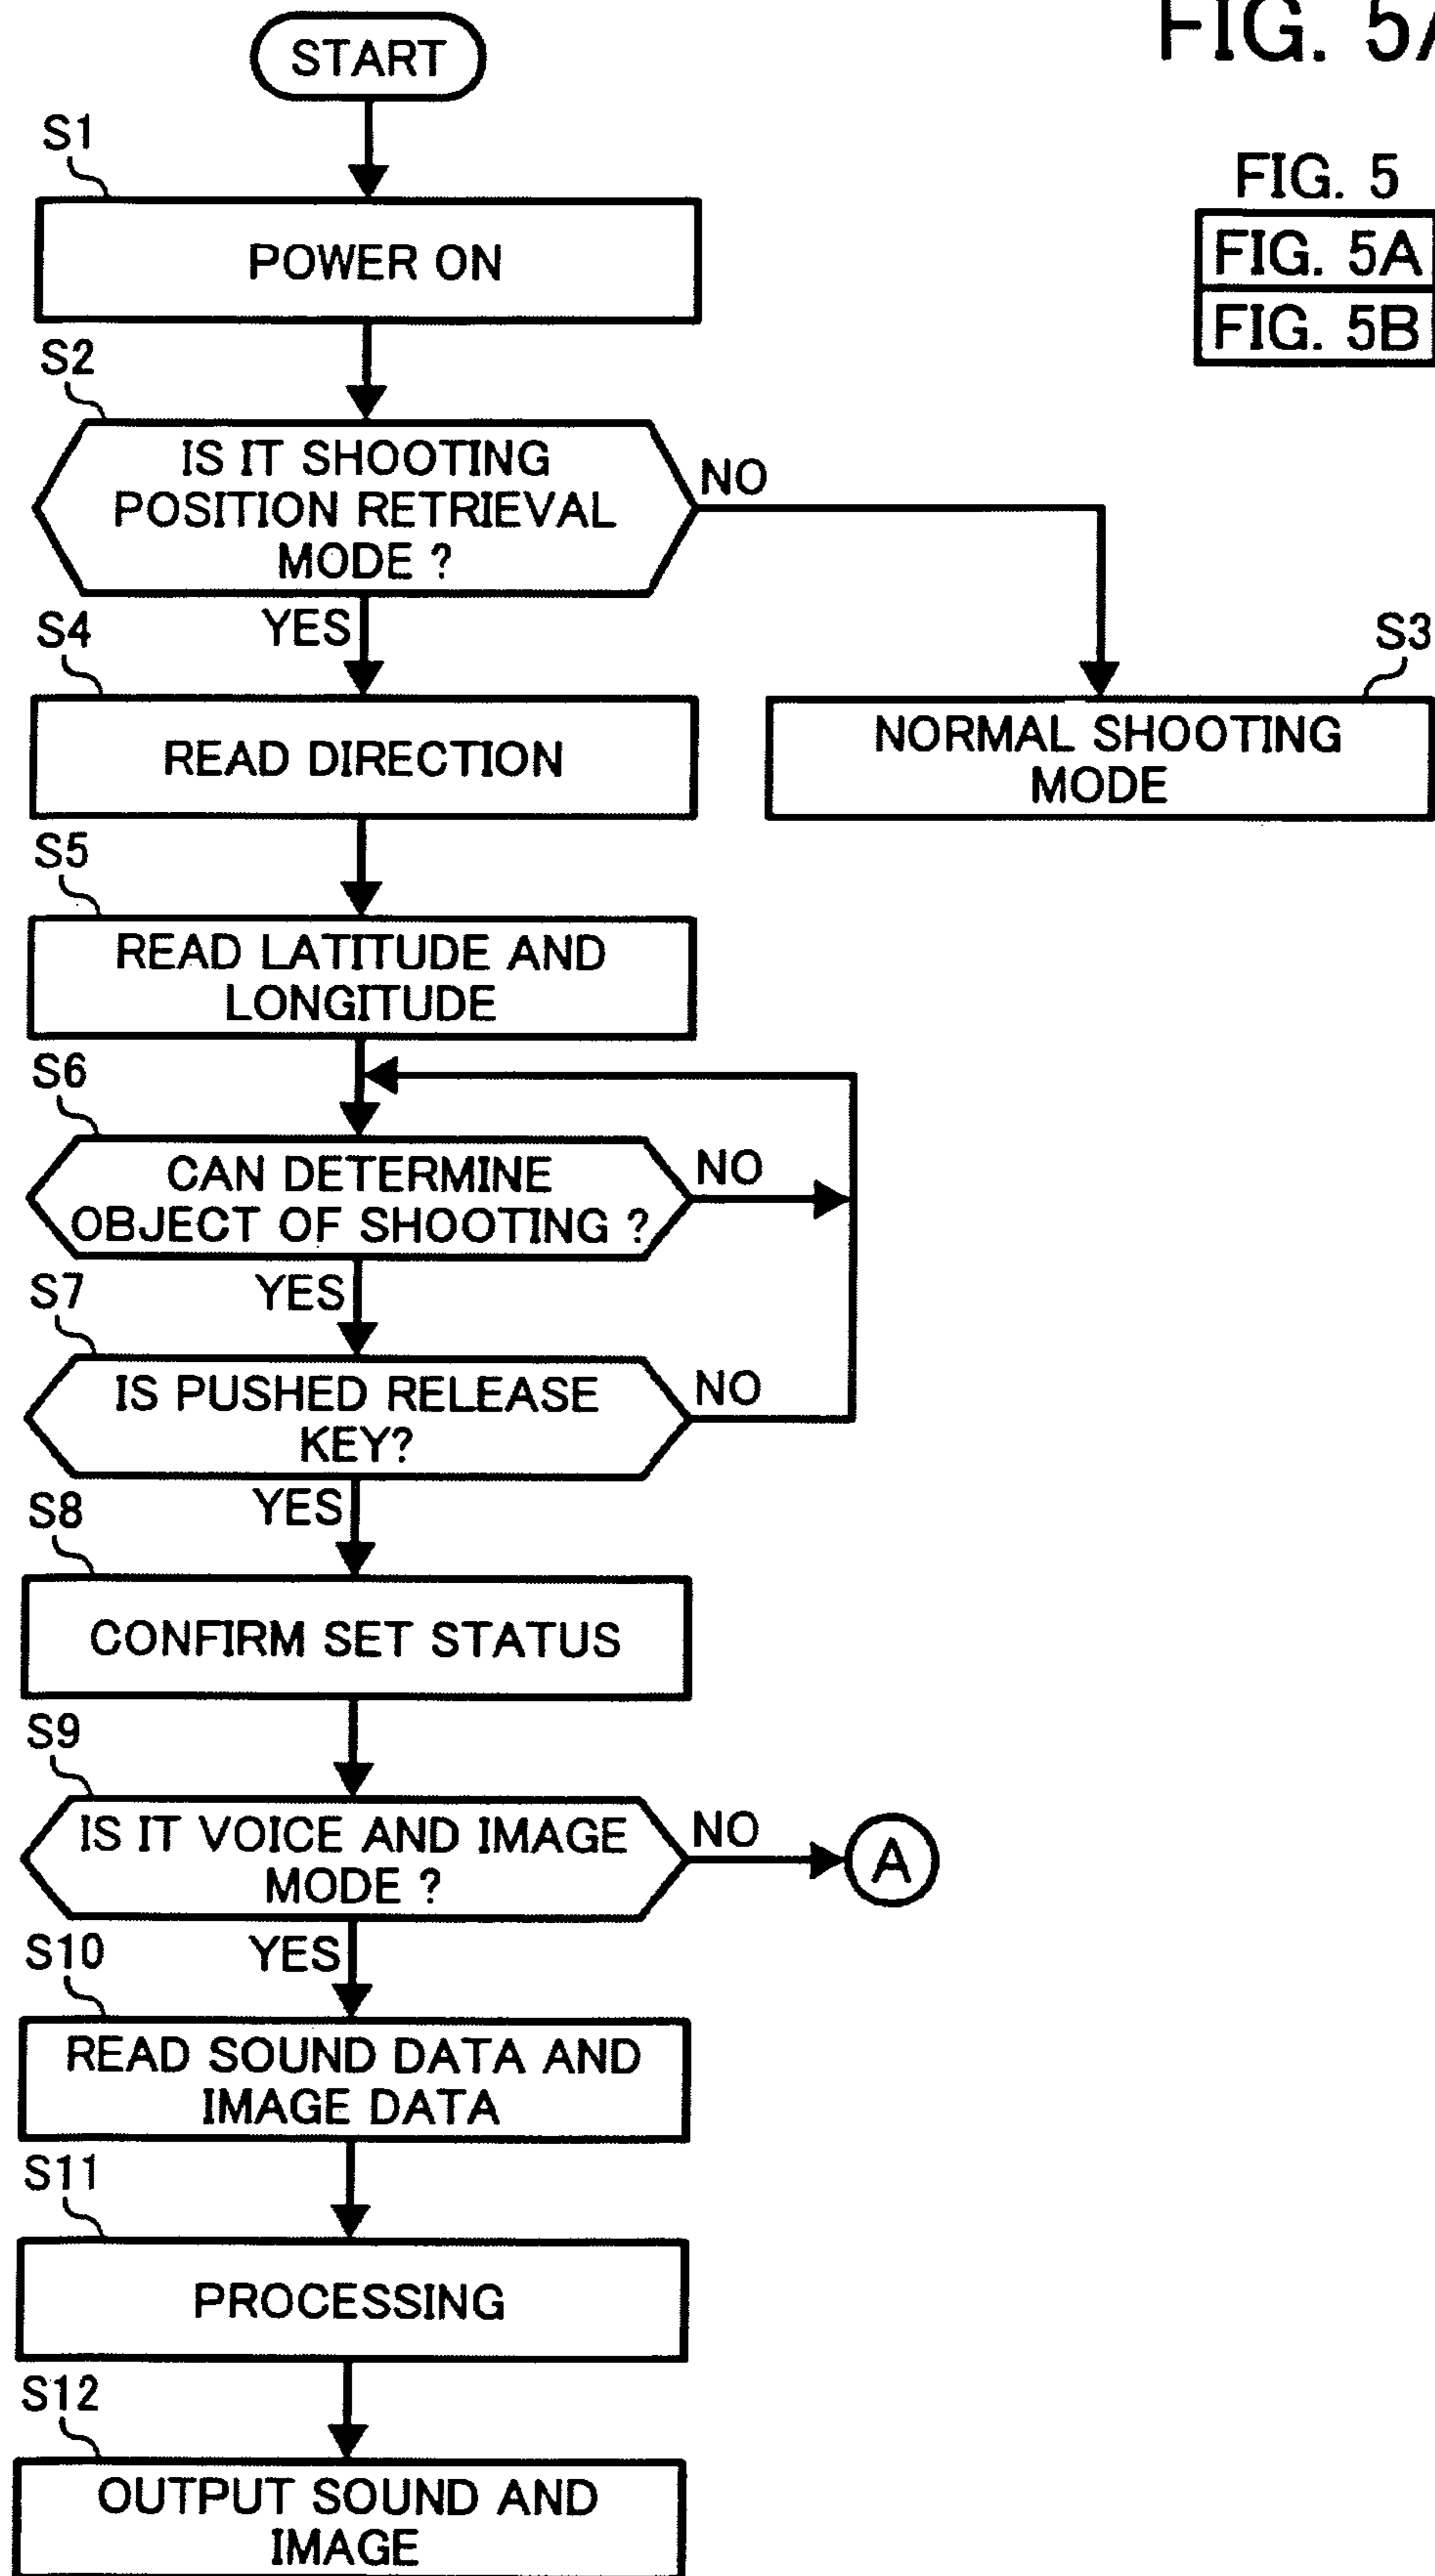 FIG. 5A
START
FIG. 5
FIG. 5A
FIG. 5B
S1
POWER ON
S2
IS IT SHOOTING
POSITION RETRIEVAL
MODE ?
NO
YES
S3
NORMAL SHOOTING
MODE
S4
READ DIRECTION
S5
READ LATITUDE AND
LONGITUDE
S6
CAN DETERMINE
OBJECT OF SHOOTING ?
NO
YES
S7
IS PUSHED RELEASE
KEY?
NO
YES
S8
CONFIRM SET STATUS
S9
IS IT VOICE AND IMAGE
MODE ?
NO
A
YES
S10
READ SOUND DATA AND
IMAGE DATA
S11
PROCESSING
S12
OUTPUT SOUND AND
IMAGE